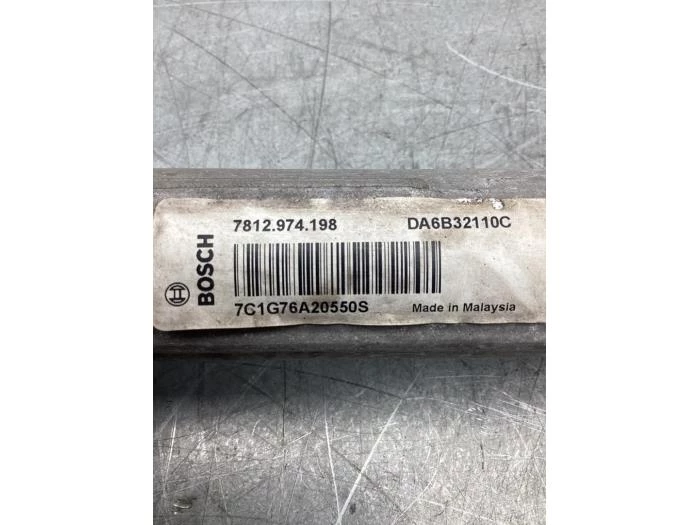 BOSCH
7812.974.198 DA6B32110C
7C1G76A20550S Made in Malaysia